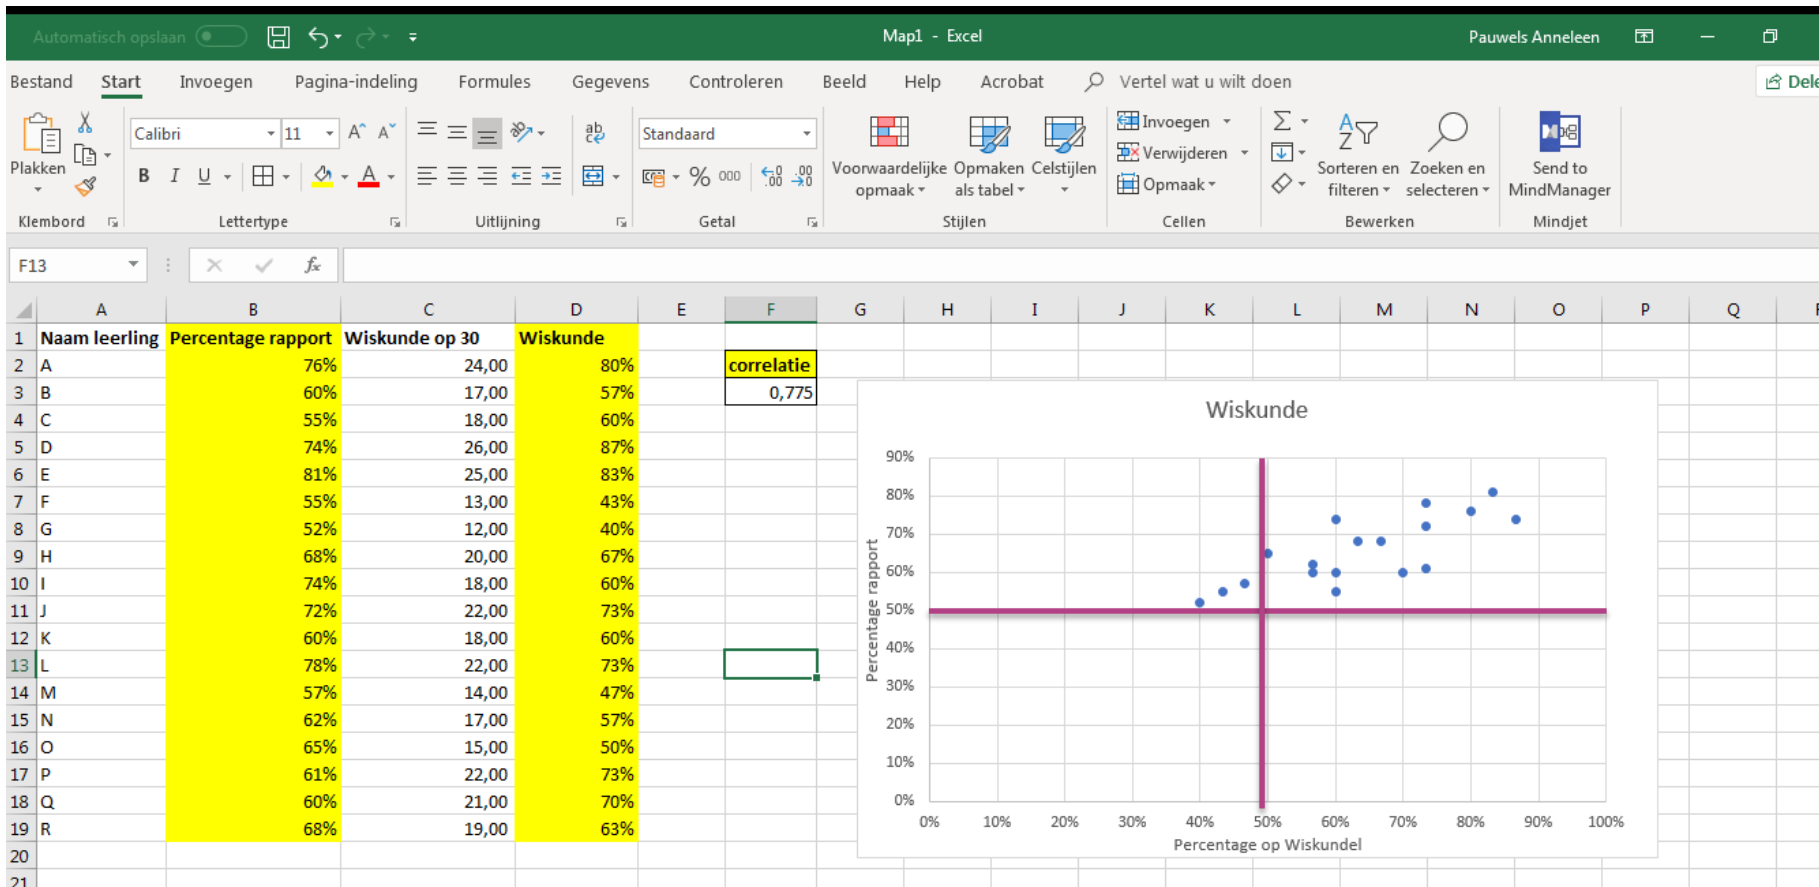 Automatisch opslaan Map1 - Excel Pauwels Anneleen
Bestand Start Invoegen Pagina-indeling Formules Gegevens Controleren Beeld Help Acrobat Vertel wat u wilt doen
Plakken
Klembord
Calibri 11
B I U
Lettertype
ab
Uitlijning
Standaard
% 000
Getal
Voorwaardelijke opmaak
Opmaken als tabel
Celstijlen
Stijlen
Invoegen
Verwijderen
Opmaak
Cellen
Sorteren en filteren
Zoeken en selecteren
Bewerken
Send to MindManager
Mindjet
F13 fx
A B C D E F G H I J K L M N O P Q
1 Naam leerling Percentage rapport Wiskunde op 30 Wiskunde
2 A 76% 24,00 80% correlatie
3 B 60% 17,00 57% 0,775
4 C 55% 18,00 60%
5 D 74% 26,00 87%
6 E 81% 25,00 83%
7 F 55% 13,00 43%
8 G 52% 12,00 40%
9 H 68% 20,00 67%
10 I 74% 18,00 60%
11 J 72% 22,00 73%
12 K 60% 18,00 60%
13 L 78% 22,00 73%
14 M 57% 14,00 47%
15 N 62% 17,00 57%
16 O 65% 15,00 50%
17 P 61% 22,00 73%
18 Q 60% 21,00 70%
19 R 68% 19,00 63%
20
21
Wiskunde
Percentage rapport
90%
80%
70%
60%
50%
40%
30%
20%
10%
0%
0% 10% 20% 30% 40% 50% 60% 70% 80% 90% 100%
Percentage op Wiskundel